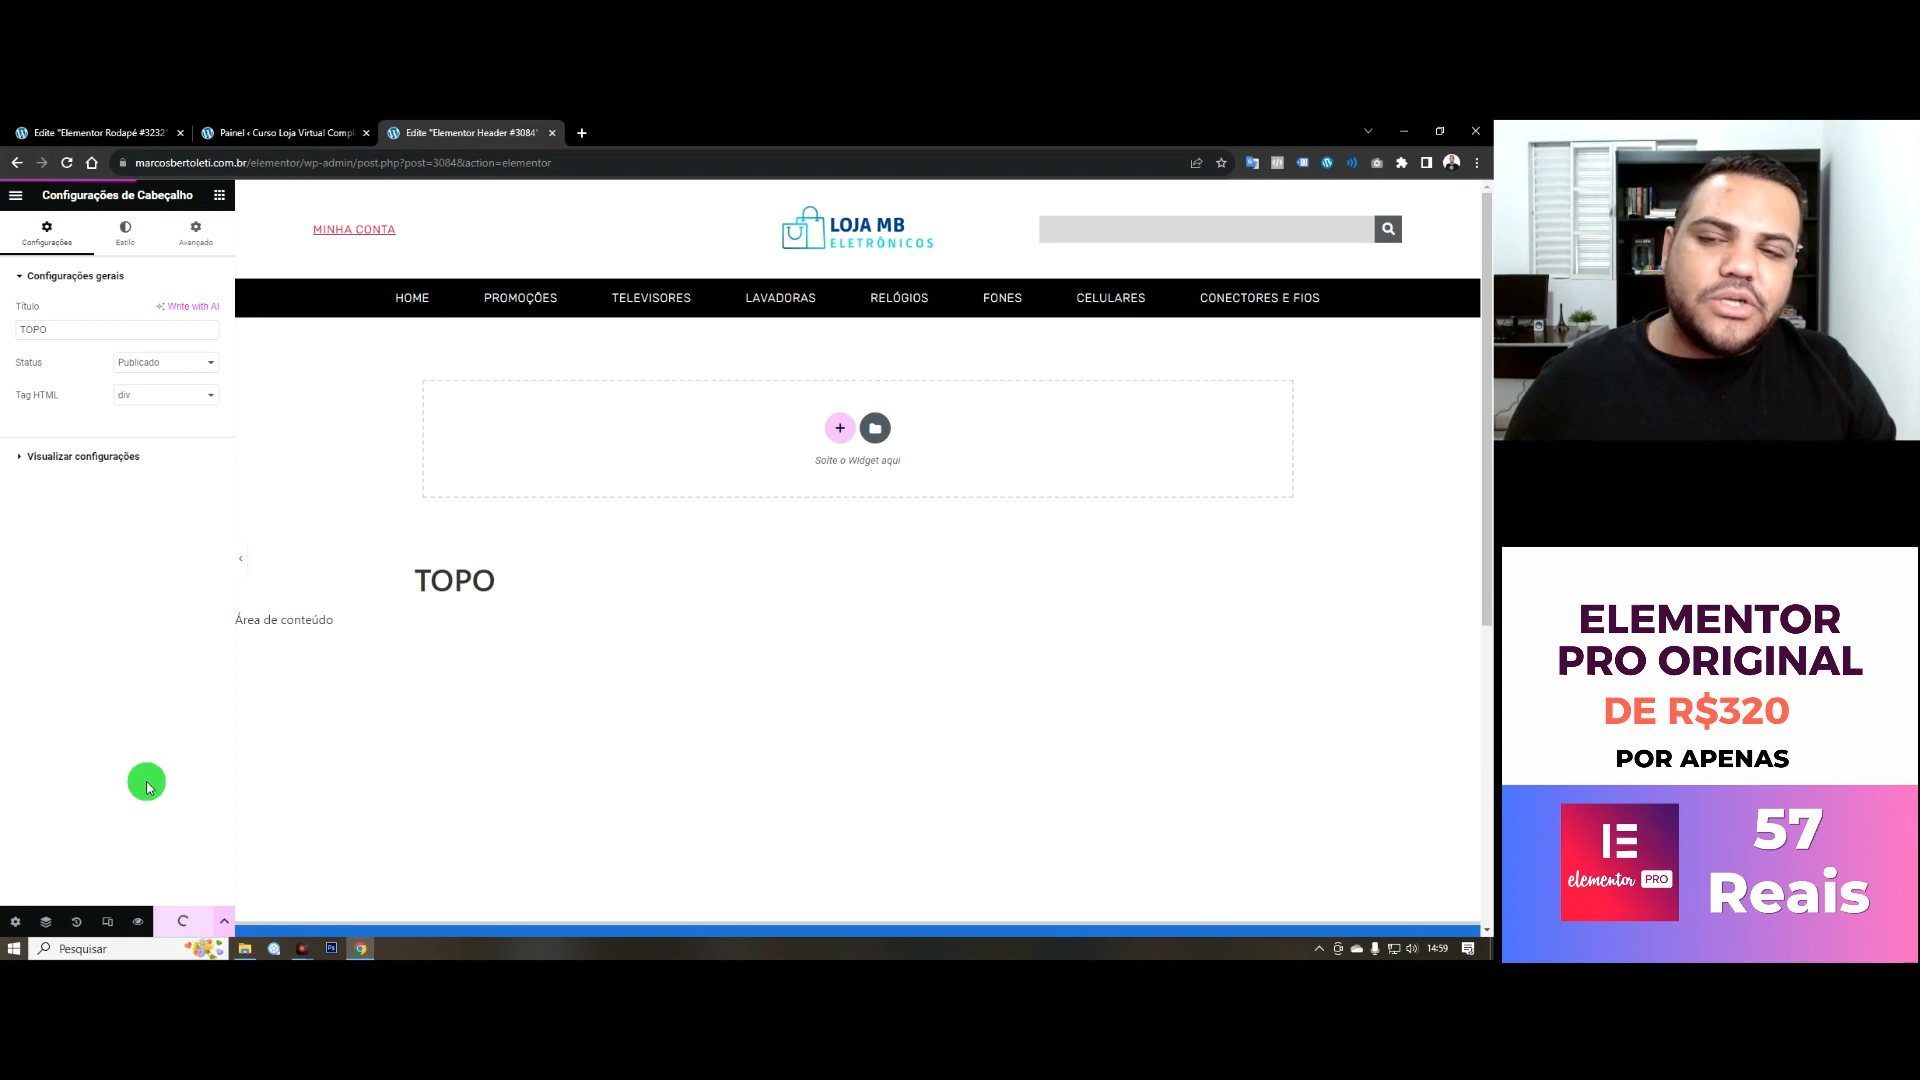 Edite "Elementor Rodapé #3232"
Painel ‹ Curso Loja Virtual Compl
Edite "Elementor Header #3084"
marcosbertoleti.com.br/elementor/wp-admin/post.php?post=3084&action=elementor
Configurações de Cabeçalho
Configurações
Estilo
Avançado
Configurações gerais
Título
Write with AI
TOPO
Status
Publicado
Tag HTML
div
Visualizar configurações
MINHA CONTA
LOJA MB
ELETRÔNICOS
HOME
PROMOÇÕES
TELEVISORES
LAVADORAS
RELÓGIOS
FONES
CELULARES
CONECTORES E FIOS
Solte o Widget aqui
TOPO
Área de conteúdo
Pesquisar
Ps
14:59
ELEMENTOR
PRO ORIGINAL
DE R$320
POR APENAS
elementor PRO
57
Reais